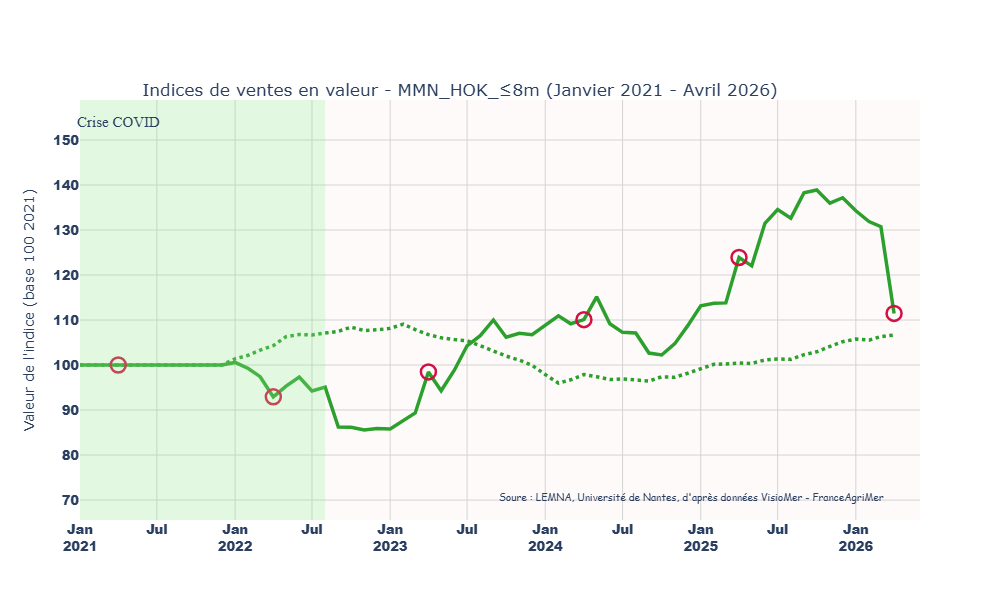 Indices de ventes en valeur - MMN_HOK_≤8m (Janvier 2021 - Avril 2026)
Crise COVID
Valeur de l'indice (base 100 2021)
150
140
130
120
110
100
90
80
70
Soure : LEMNA, Université de Nantes, d'après données VisioMer - FranceAgriMer
Jan Jul Jan Jul Jan Jul Jan Jul Jan Jul Jan
2021 2022 2023 2024 2025 2026